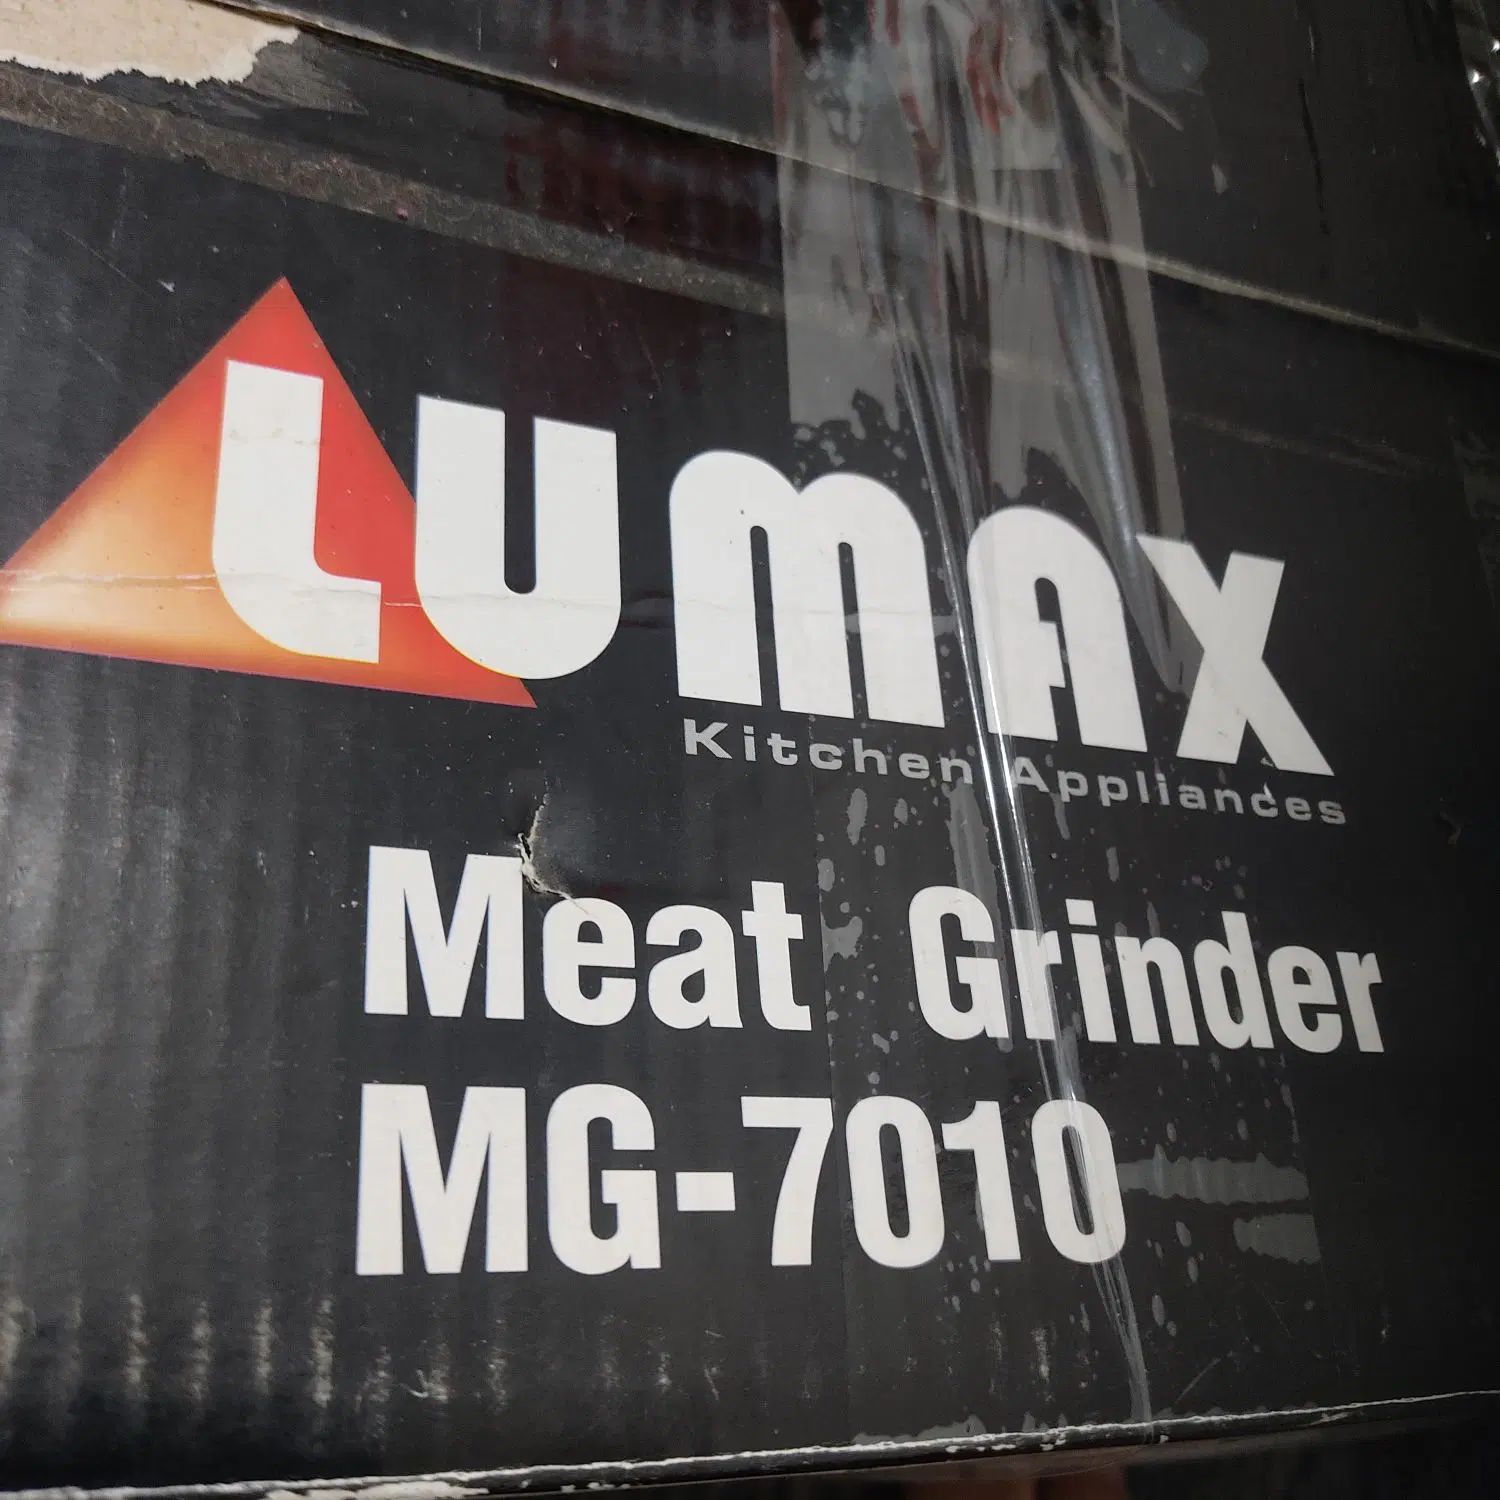 LUMAX
Kitchen Appliances
Meat Grinder
MG-7010